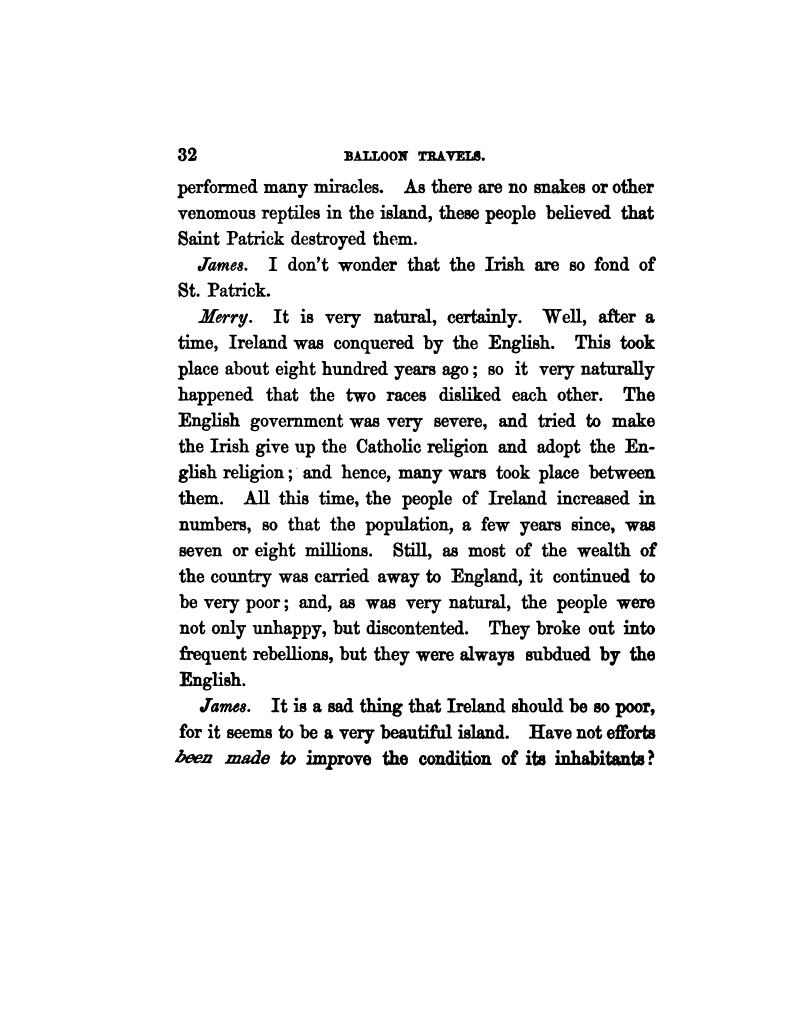 32 BALLOON TRAVELS.
performed many miracles. As there are no snakes or other
venomous reptiles in the island, these people believed that
Saint Patrick destroyed them.
James. I don't wonder that the Irish are so fond of
St. Patrick.
Merry. It is very natural, certainly. Well, after a
time, Ireland was conquered by the English. This took
place about eight hundred years ago; so it very naturally
happened that the two races disliked each other. The
English government was very severe, and tried to make
the Irish give up the Catholic religion and adopt the En-
glish religion; and hence, many wars took place between
them. All this time, the people of Ireland increased in
numbers, so that the population, a few years since, was
seven or eight millions. Still, as most of the wealth of
the country was carried away to England, it continued to
be very poor; and, as was very natural, the people were
not only unhappy, but discontented. They broke out into
frequent rebellions, but they were always subdued by the
English.
James. It is a sad thing that Ireland should be so poor,
for it seems to be a very beautiful island. Have not efforts
been made to improve the condition of its inhabitants?